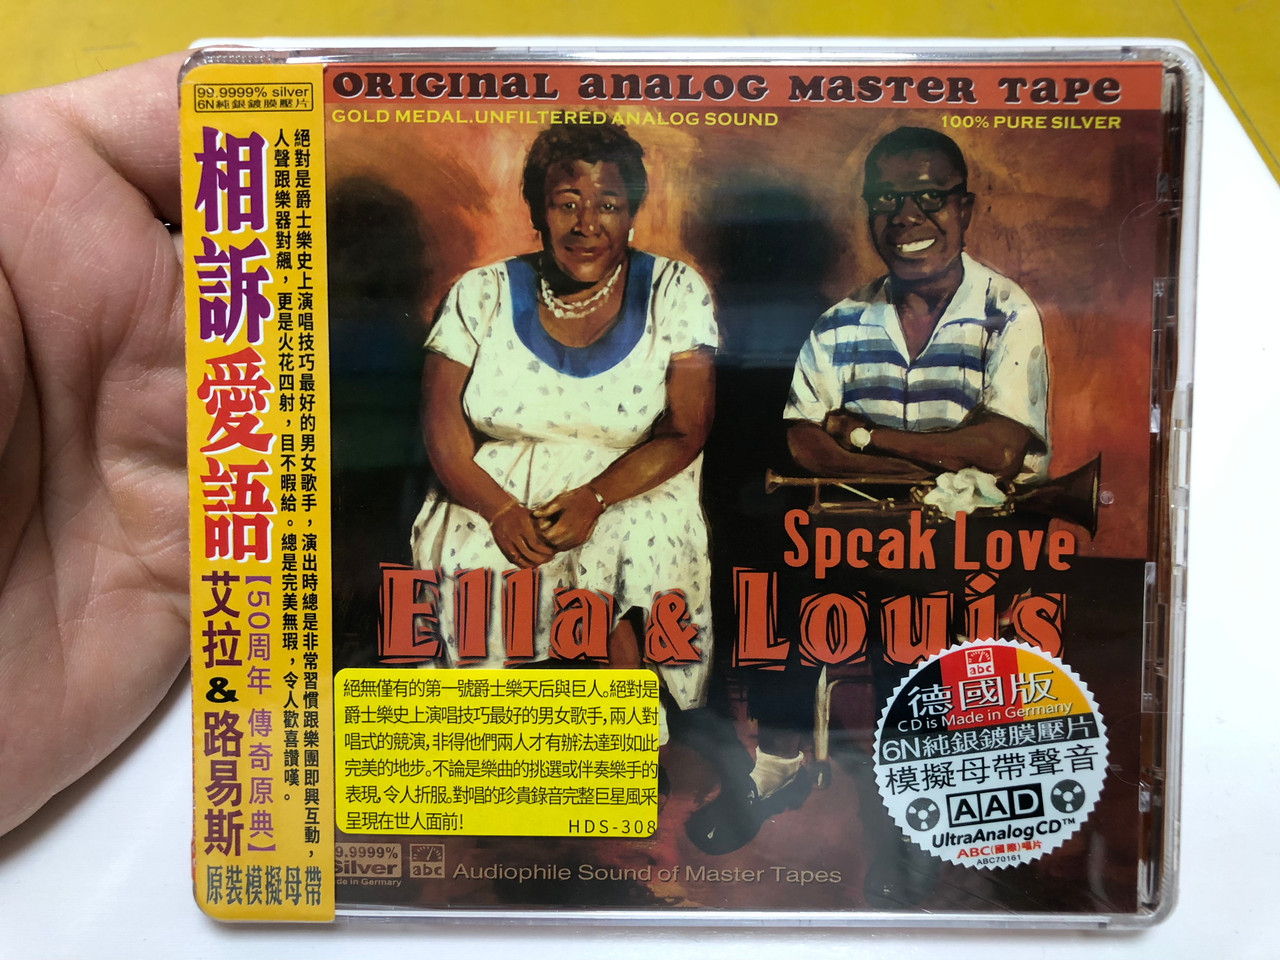 99.9999% silver
6N純銀鍍膜壓片
相訴愛語
絕對是爵士樂史上演唱技巧最好的男女歌手，演出時總是非常習慣跟樂團即興互動，
人聲跟樂器對飆，更是火花四射，目不暇給。總是完美無瑕，令人歡喜讚嘆。
【50周年 傳奇原典】
艾拉&路易斯
原裝模擬母帶
ORIGINAL ANALOG MASTER TAPE
GOLD MEDAL.UNFILTERED ANALOG SOUND
100% PURE SILVER
Speak Love
Ella & Louis
絕無僅有的第一號爵士樂天后與巨人。絕對是
爵士樂史上演唱技巧最好的男女歌手，兩人對
唱式的競演，非得他們兩人才有辦法達到如此
完美的地步。不論是樂曲的挑選或伴奏樂手的
表現，令人折服。對唱的珍貴錄音完整巨星風采
呈現在世人面前!
HDS-308
9.9999%
Silver
de in Germany
abc
Audiophile Sound of Master Tapes
abc
德國版
CD is Made in Germany
6N純銀鍍膜壓片
模擬母帶聲音
AAD
UltraAnalogCD™
ABC(國際)唱片
ABC70161